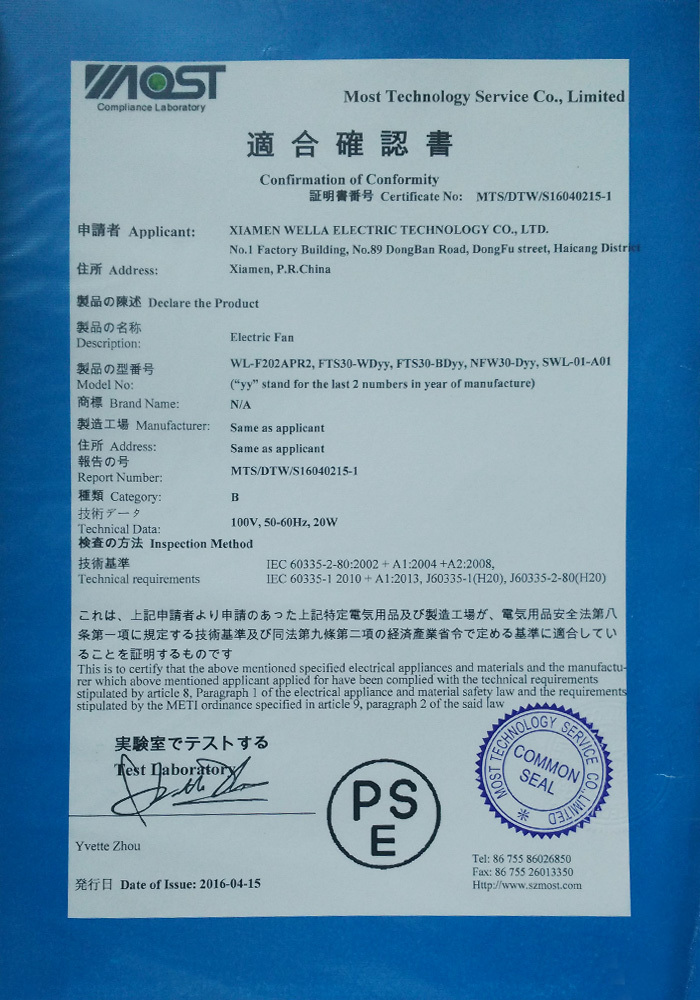 MOST
Compliance Laboratory
Most Technology Service Co., Limited
適合確認書
Confirmation of Conformity
証明書番号 Certificate No: MTS/DTW/S16040215-1
申請者 Applicant: XIAMEN WELLA ELECTRIC TECHNOLOGY CO., LTD.
No.1 Factory Building, No.89 DongBan Road, DongFu street, Haicang District
住所 Address: Xiamen, P.R.China
製品の陳述 Declare the Product
製品の名称
Description: Electric Fan
製品の型番号 WL-F202APR2, FTS30-WDyy, FTS30-BDyy, NFW30-Dyy, SWL-01-A01
Model No: (“yy” stand for the last 2 numbers in year of manufacture)
商標 Brand Name: N/A
製造工場 Manufacturer: Same as applicant
住所 Address: Same as applicant
報告の号
Report Number: MTS/DTW/S16040215-1
種類 Category: B
技術データ
Technical Data: 100V, 50-60Hz, 20W
検査の方法 Inspection Method
技術基準 IEC 60335-2-80:2002 + A1:2004 +A2:2008,
Technical requirements IEC 60335-1 2010 + A1:2013, J60335-1(H20), J60335-2-80(H20)
これは、上記申請者より申請のあった上記特定電気用品及び製造工場が、電気用品安全法第八
条第一項に規定する技術基準及び同法第九條第二項の経済産業省令で定める基準に適合してい
ることを証明するものです
This is to certify that the above mentioned specified electrical appliances and materials and the manufactu-
rer which above mentioned applicant applied for have been complied with the technical requirements
stipulated by article 8, Paragraph 1 of the electrical appliance and material safety law and the requirements
stipulated by the METI ordinance specified in article 9, paragraph 2 of the said law
実験室でテストする
Test Laboratory
Yvette Zhou
発行日 Date of Issue: 2016-04-15
PS
E
MOST TECHNOLOGY SERVICE CO.,LIMITED
COMMON
SEAL
Tel: 86 755 86026850
Fax: 86 755 26013350
Http://www.szmost.com